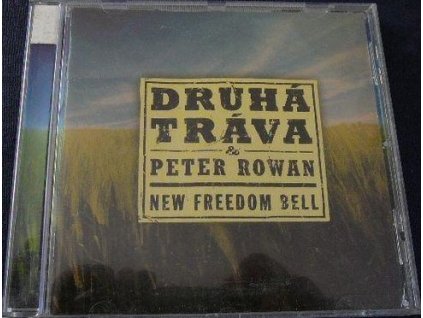 DRUHÁ
TRÁVA
&
PETER ROWAN
NEW FREEDOM BELL